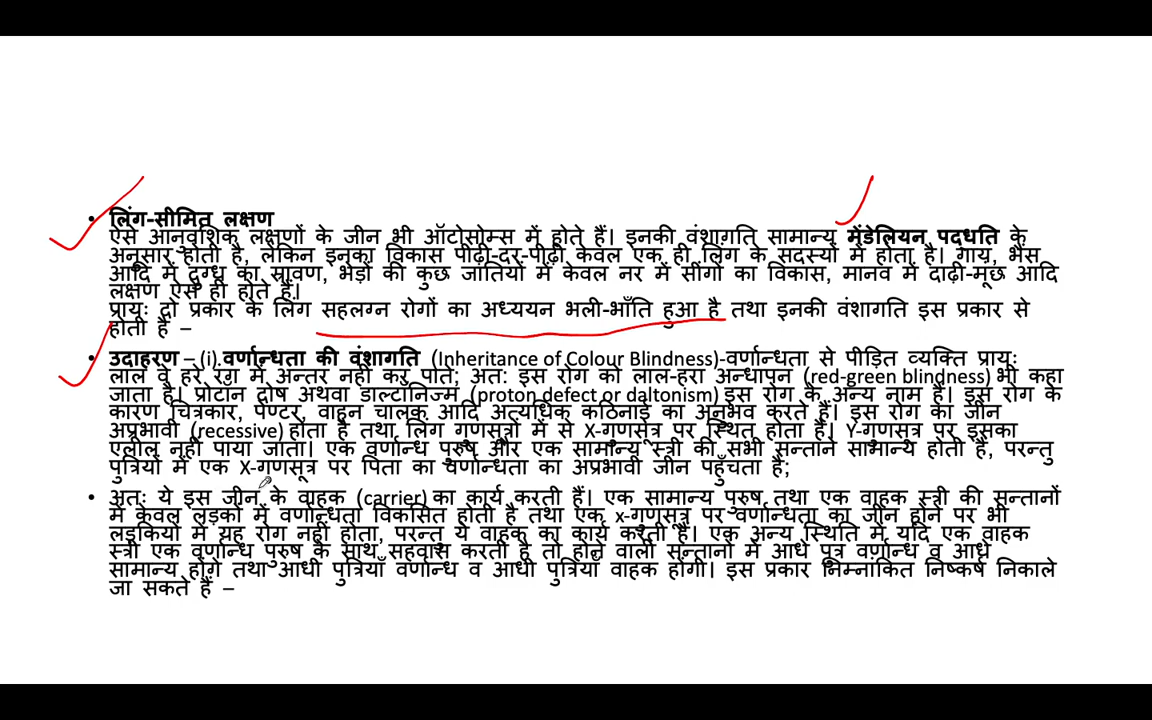 • लिंग-सीमित लक्षण
ऐसे आनुवंशिक लक्षणों के जीन भी ऑटोसोम्स में होते हैं। इनकी वंशागति सामान्य मेंडेलियन पद्धति के
अनुसार होती है, लेकिन इनका विकास पीढ़ी-दर-पीढ़ी केवल एक ही लिंग के सदस्यों में होता है। गाय, भैंस
आदि में दुग्ध का स्रावण, भेड़ों की कुछ जातियों में केवल नर में सींगों का विकास, मानव में दाढ़ी-मूंछ आदि
लक्षण ऐसे ही होते हैं।
प्रायः दो प्रकार के लिंग सहलग्न रोगों का अध्ययन भली-भाँति हुआ है तथा इनकी वंशागति इस प्रकार से
होती है –
• उदाहरण – (i).वर्णान्धता की वंशागति (Inheritance of Colour Blindness)-वर्णान्धता से पीड़ित व्यक्ति प्रायः
लाल व हरे रंग में अन्तर नहीं कर पाते; अत: इस रोग को लाल-हरा अन्धापन (red-green blindness) भी कहा
जाता है। प्रोटॉन दोष अथवा डाल्टॉनिज्म (proton defect or daltonism) इस रोग के अन्य नाम हैं। इस रोग के
कारण चित्रकार, पेण्टर, वाहन चालक आदि अत्यधिक कठिनाई का अनुभव करते हैं। इस रोग का जीन
अप्रभावी (recessive) होता है तथा लिंग गुणसूत्रों में से X-गुणसूत्र पर स्थित होता है। Y-गुणसूत्र पर इसका
एलील नहीं पाया जाता। एक वर्णान्ध पुरुष और एक सामान्य स्त्री की सभी सन्तानें सामान्य होती हैं, परन्तु
पुत्रियों में एक X-गुणसूत्र पर पिता का वर्णान्धता का अप्रभावी जीन पहुँचता है;
• अतः ये इस जीन के वाहक (carrier) का कार्य करती हैं। एक सामान्य पुरुष तथा एक वाहक स्त्री की सन्तानों
में केवल लड़कों में वर्णान्धता विकसित होती है तथा एक x-गुणसूत्र पर वर्णान्धता का जीन होने पर भी
लड़कियों में यह रोग नहीं होता, परन्तु ये वाहक का कार्य करती है। एक अन्य स्थिति में यदि एक वाहक
स्त्री एक वर्णान्ध पुरुष के साथ सहवास करती है तो होने वाली सन्तानों में आधे पुत्र वर्णान्ध व आधे
सामान्य होंगे तथा आधी पुत्रियाँ वर्णान्ध व आधी पुत्रियाँ वाहक होंगी। इस प्रकार निम्नांकित निष्कर्ष निकाले
जा सकते हैं –